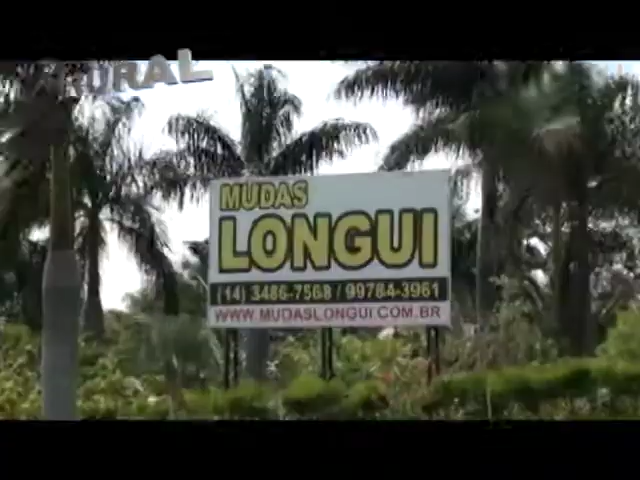 RURAL
MUDAS
LONGUI
(14) 3486-7568 / 99784-3961
WWW.MUDASLONGUI.COM.BR